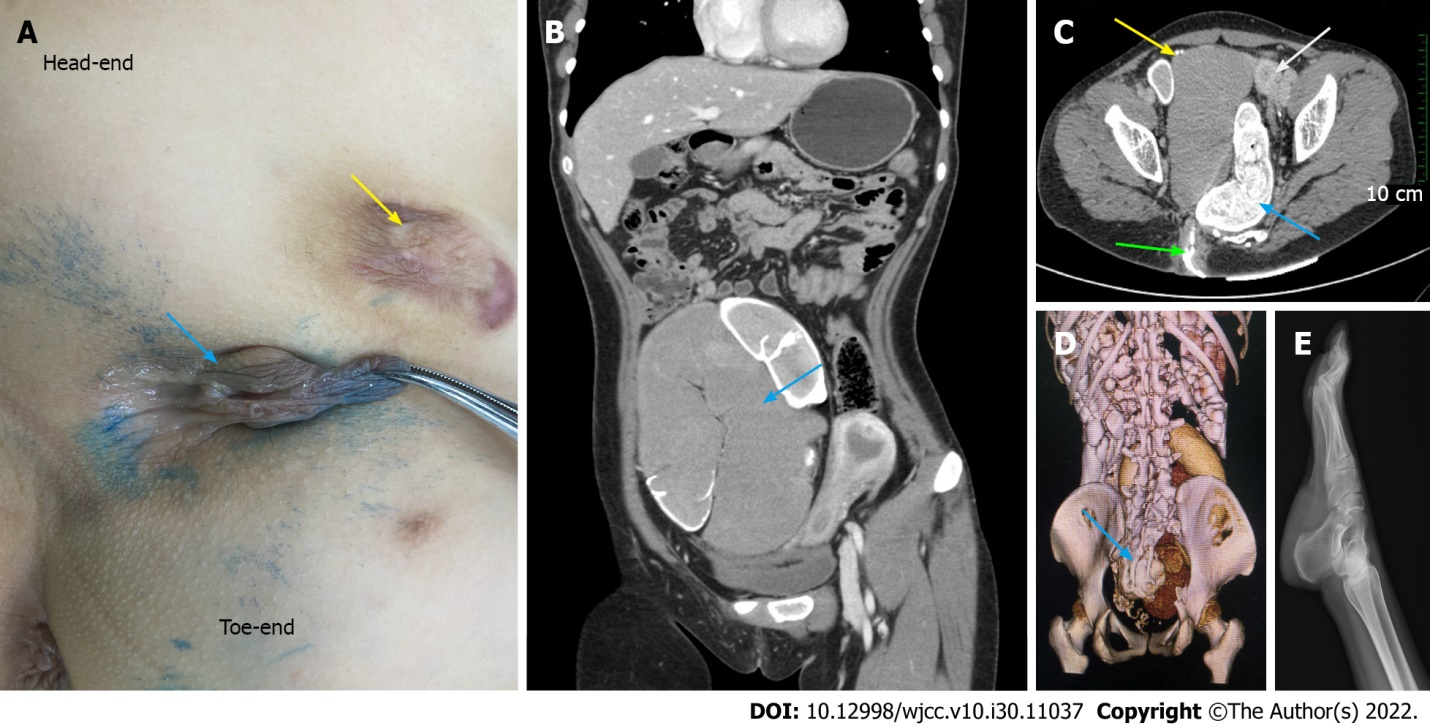 A
Head-end
Toe-end
B
C
10 cm
D
E
DOI: 10.12998/wjcc.v10.i30.11037 Copyright ©The Author(s) 2022.